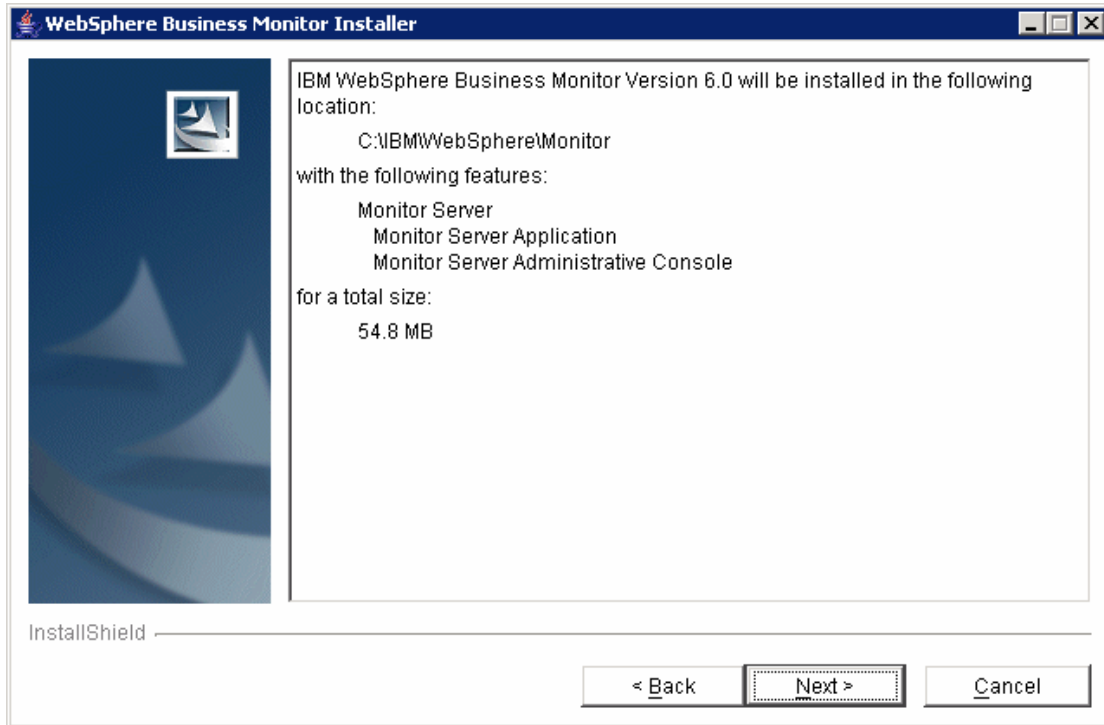 WebSphere Business Monitor Installer
IBM WebSphere Business Monitor Version 6.0 will be installed in the following
location:
C:\IBM\WebSphere\Monitor
with the following features:
Monitor Server
Monitor Server Application
Monitor Server Administrative Console
for a total size:
54.8 MB
InstallShield
< Back
Next >
Cancel